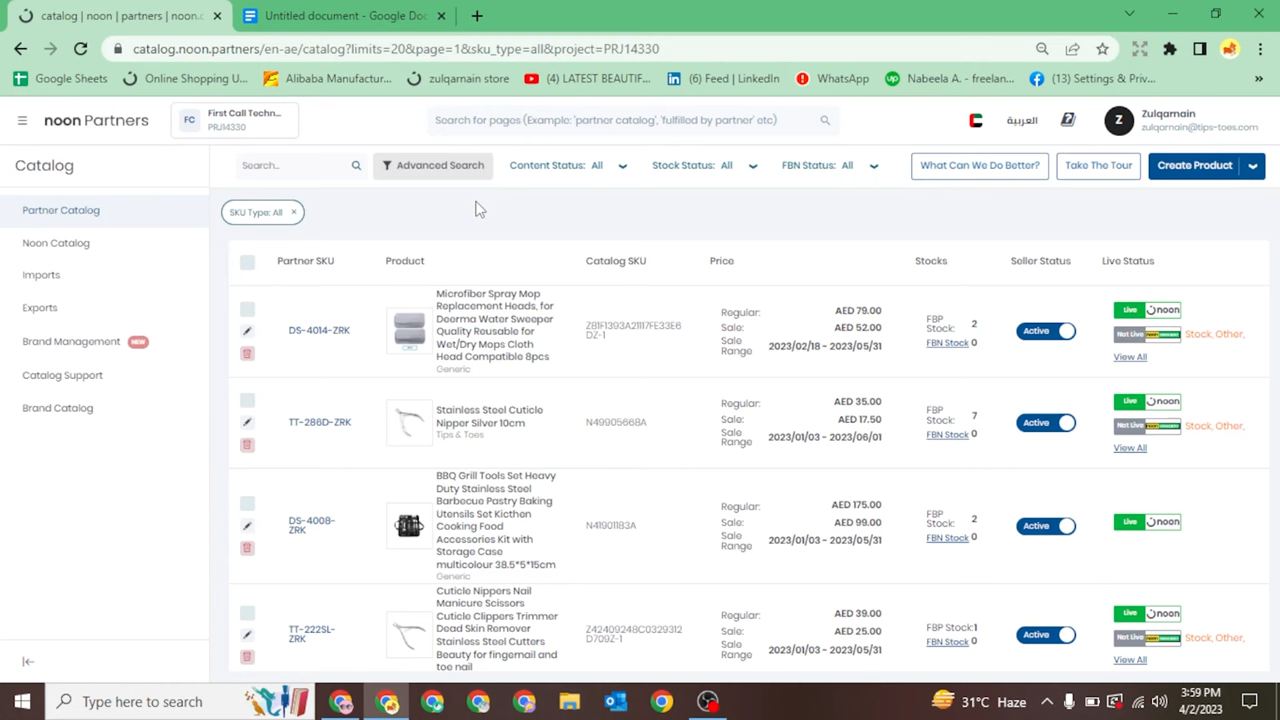 catalog | noon | partners | noon.c
Untitled document - Google Doc
catalog.noon.partners/en-ae/catalog?limits=20&page=1&sku_type=all&project=PRJ14330
Google Sheets
Online Shopping U...
Alibaba Manufactur...
zulqarnain store
(4) LATEST BEAUTIF...
(6) Feed | LinkedIn
WhatsApp
Nabeela A. - freelan...
(13) Settings & Priv...
»
noon Partners
FC
First Call Techn...
PRJ14330
Search for pages (Example: 'partner catalog', 'fulfilled by partner' etc)
العربية
Z
Zulqarnain
zulqarnain@tips-toes.com
Catalog
Search...
Advanced Search
Content Status: All
Stock Status: All
FBN Status: All
What Can We Do Better?
Take The Tour
Create Product
Partner Catalog
Noon Catalog
Imports
Exports
Brand Management NEW
Catalog Support
Brand Catalog
SKU Type: All ×
Partner SKU
Product
Catalog SKU
Price
Stocks
Seller Status
Live Status
DS-4014-ZRK
Microfiber Spray Mop
Replacement Heads, for
Deerma Water Sweeper
Quality Reusable for
Wet/Dry Mops Cloth
Head Compatible 8pcs
Generic
Z81F1393A21117FE33E6
DZ-1
Regular: AED 79.00
Sale: AED 52.00
Sale
Range
2023/02/18 - 2023/05/31
FBP
Stock: 2
FBN Stock 0
Active
Live noon
Not Live noon Stock, Other,
View All
TT-286D-ZRK
Stainless Steel Cuticle
Nipper Silver 10cm
Tips & Toes
N49905668A
Regular: AED 35.00
Sale: AED 17.50
Sale
Range
2023/01/03 - 2023/06/01
FBP
Stock: 7
FBN Stock 0
Active
Live noon
Not Live noon Stock, Other,
View All
DS-4008-
ZRK
BBQ Grill Tools Set Heavy
Duty Stainless Steel
Barbecue Pastry Baking
Utensils Set Kicthen
Cooking Food
Accessories Kit with
Storage Case
multicolour 38.5*5*15cm
Generic
N41901183A
Regular: AED 175.00
Sale: AED 99.00
Sale
Range
2023/01/03 - 2023/05/31
FBP
Stock: 2
FBN Stock 0
Active
Live noon
TT-222SL-
ZRK
Cuticle Nippers Nail
Manicure Scissors
Cuticle Clippers Trimmer
Dead Skin Remover
Stainless Steel Cutters
Beauty for fingernail and
toe nail
Z42409248C0329312
D709Z-1
Regular: AED 39.00
Sale: AED 25.00
Sale
Range
2023/01/03 - 2023/05/31
FBP Stock: 1
FBN Stock 0
Active
Live noon
Not Live noon Stock, Other,
View All
Type here to search
31°C Haze
3:59 PM
4/2/2023